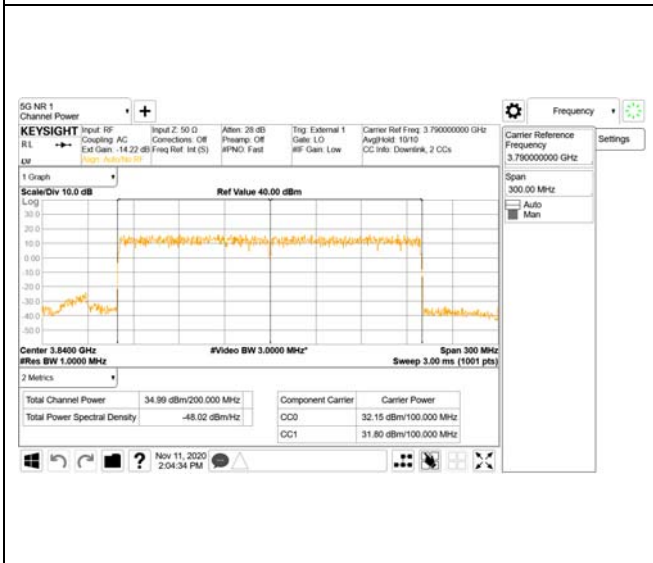 5G NR 1
Channel Power
Frequency
KEYSIGHT
Input: RF
Input Z: 50 Ω
Atten: 28 dB
Trig: External 1
Carrier Ref Freq: 3.790000000 GHz
RL
Coupling: AC
Corrections: Off
Preamp: Off
Gate: LO
Avg|Hold: 10/10
Ext Gain: -14.22 dB
Freq Ref: Int (S)
#PNO: Fast
#IF Gain: Low
CC Info: Downlink, 2 CCs
Align: Auto/No RF
Carrier Reference
Frequency
3.790000000 GHz
Settings
Span
300.00 MHz
Auto
Man
1 Graph
Scale/Div 10.0 dB
Ref Value 40.00 dBm
Log
30.0
20.0
10.0
0.00
-10.0
-20.0
-30.0
-40.0
-50.0
Center 3.8400 GHz
#Video BW 3.0000 MHz*
Span 300 MHz
#Res BW 1.0000 MHz
Sweep 3.00 ms (1001 pts)
2 Metrics
Total Channel Power 34.99 dBm/200.000 MHz
Total Power Spectral Density -48.02 dBm/Hz
Component Carrier Carrier Power
CC0 32.15 dBm/100.000 MHz
CC1 31.80 dBm/100.000 MHz
Nov 11, 2020
2:04:34 PM